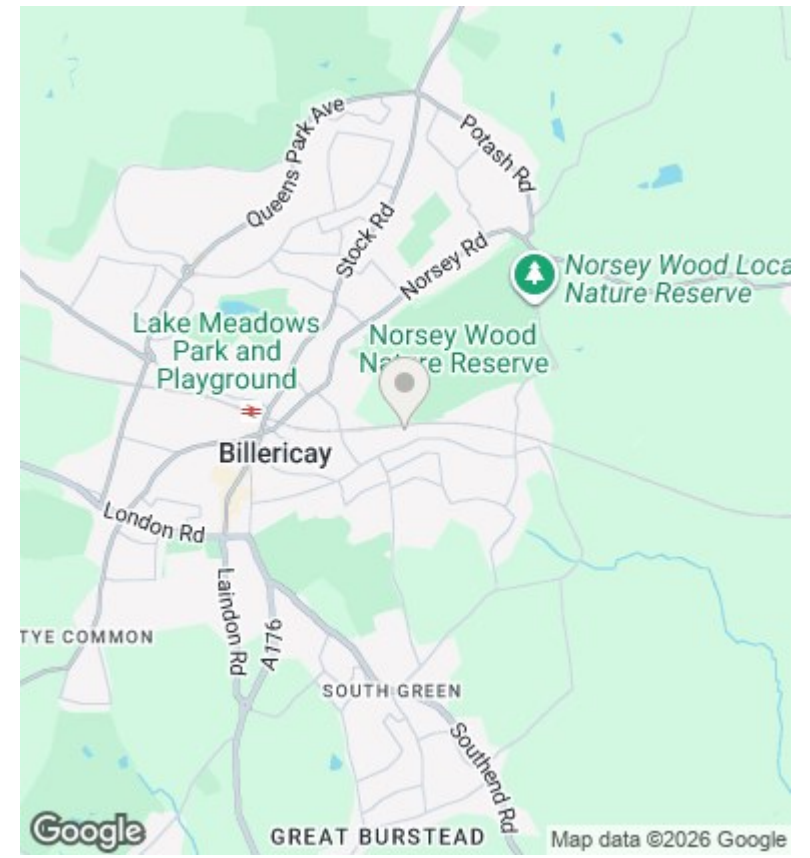 Queens Park Ave
Potash Rd
Stock Rd
Norsey Rd
Norsey Wood Loca
Nature Reserve
Lake Meadows
Park and
Playground
Norsey Wood
Nature Reserve
Billericay
London Rd
Laindon Rd
A176
TYE COMMON
SOUTH GREEN
Southend Rd
GREAT BURSTEAD
Google
Map data ©2026 Google